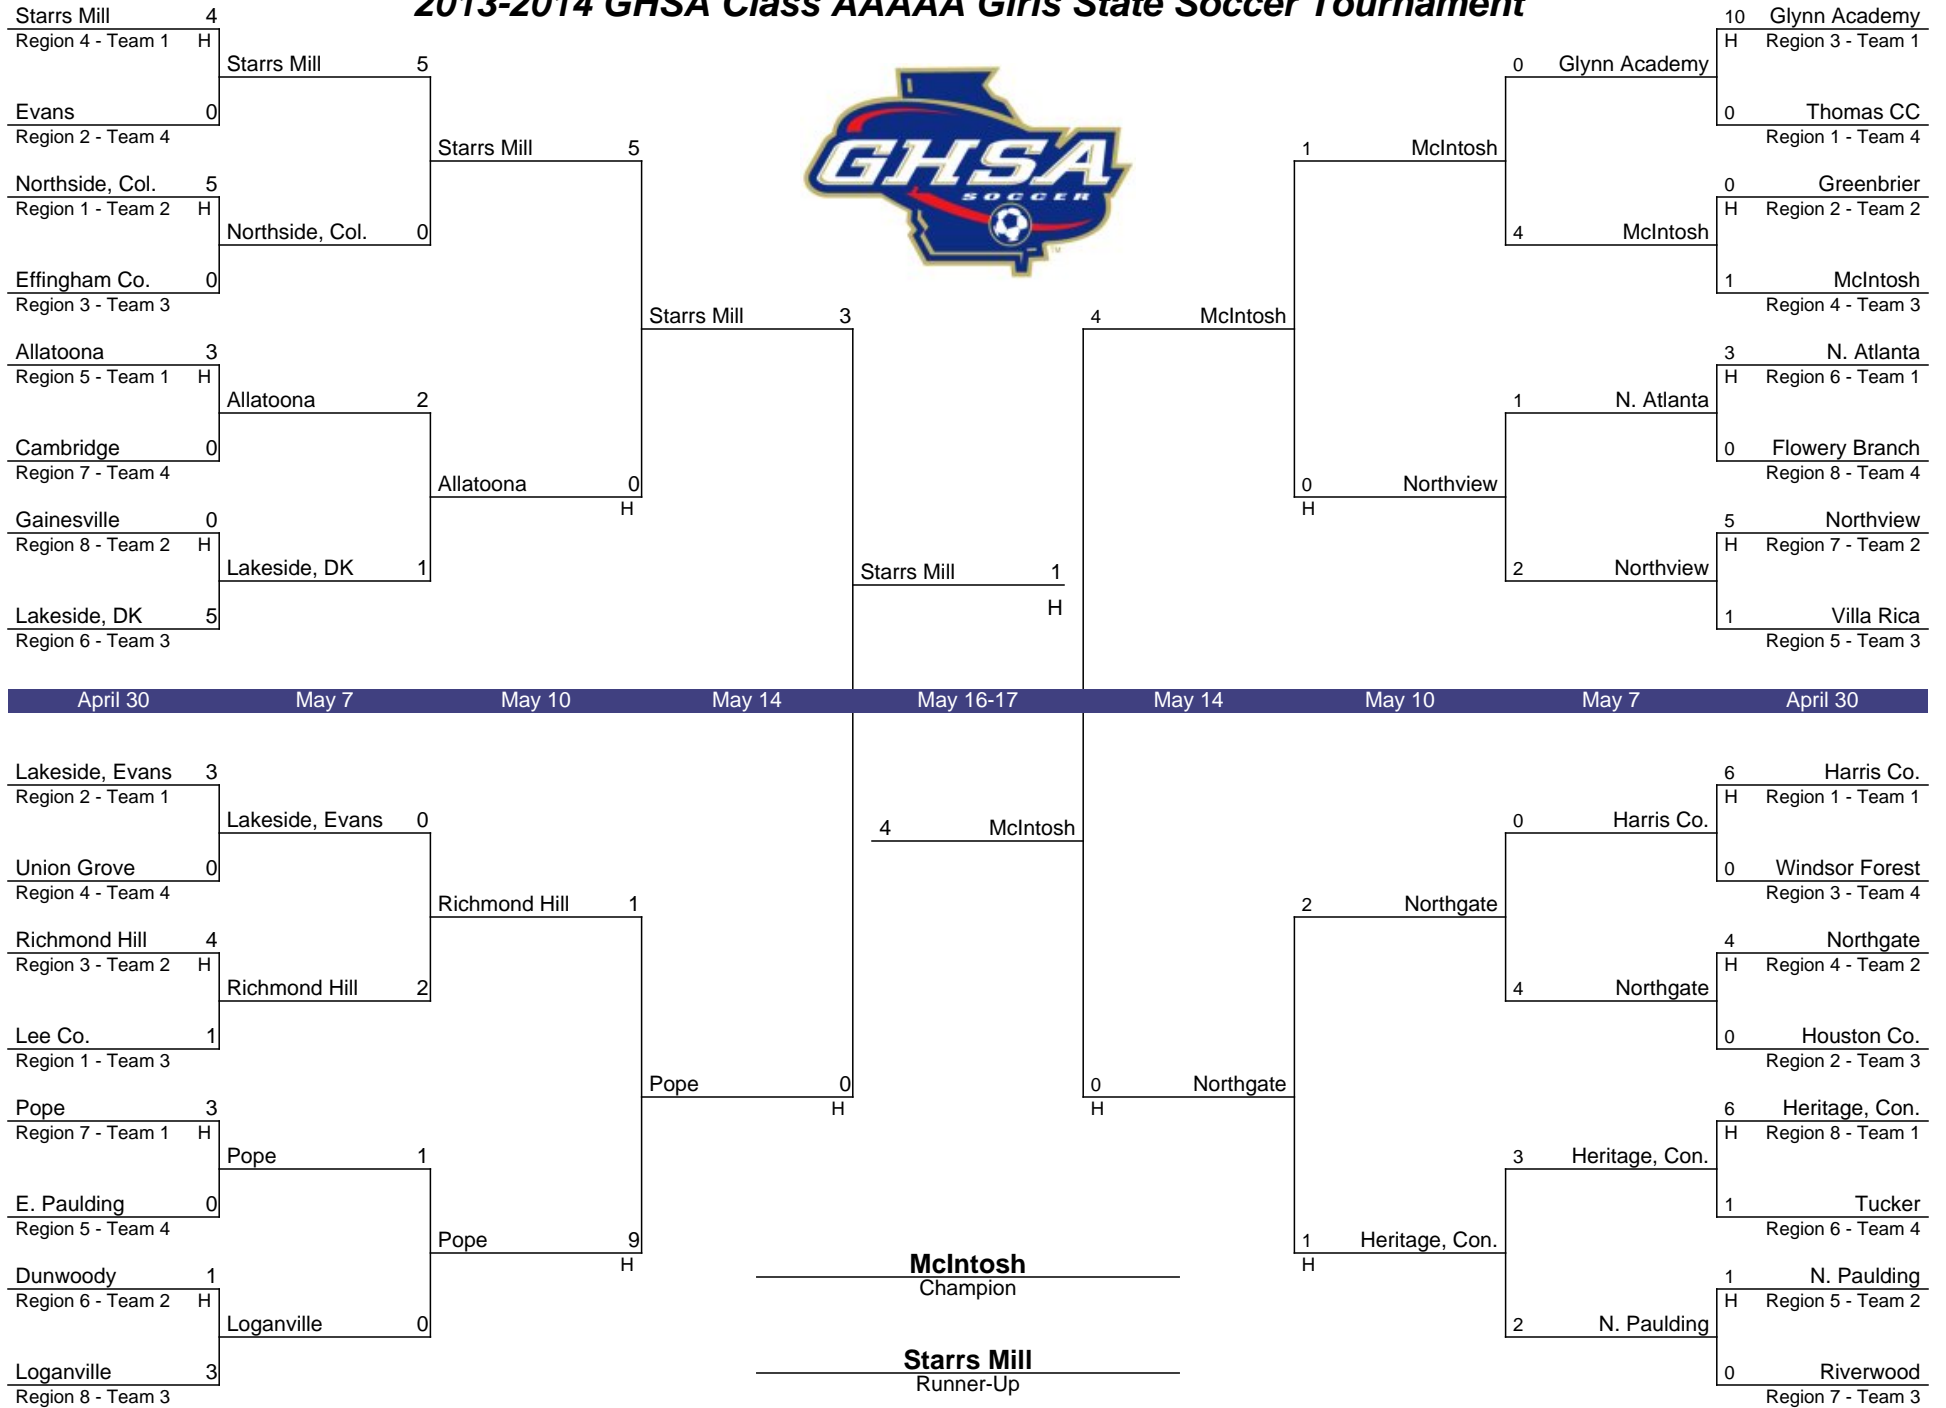 2013-2014 GHSA Class AAAAA Girls State Soccer Tournament
Starrs Mill 4
Region 4 - Team 1 H
Starrs Mill 5
Evans 0
Region 2 - Team 4
Starrs Mill 5
Northside, Col. 5
Region 1 - Team 2 H
Northside, Col. 0
Effingham Co. 0
Region 3 - Team 3
Starrs Mill 3
Allatoona 3
Region 5 - Team 1 H
Allatoona 2
Cambridge 0
Region 7 - Team 4
Allatoona 0
H
Gainesville 0
Region 8 - Team 2 H
Lakeside, DK 1
Lakeside, DK 5
Region 6 - Team 3
GHSA
SOCCER
TM
Starrs Mill 1
H
10 Glynn Academy
H Region 3 - Team 1
0 Glynn Academy
0 Thomas CC
Region 1 - Team 4
1 McIntosh
0 Greenbrier
H Region 2 - Team 2
4 McIntosh
1 McIntosh
Region 4 - Team 3
4 McIntosh
3 N. Atlanta
H Region 6 - Team 1
1 N. Atlanta
0 Flowery Branch
Region 8 - Team 4
0 Northview
H
5 Northview
H Region 7 - Team 2
2 Northview
1 Villa Rica
Region 5 - Team 3
April 30 May 7 May 10 May 14 May 16-17 May 14 May 10 May 7 April 30
Lakeside, Evans 3
Region 2 - Team 1
Lakeside, Evans 0
Union Grove 0
Region 4 - Team 4
Richmond Hill 1
Richmond Hill 4
Region 3 - Team 2 H
Richmond Hill 2
Lee Co. 1
Region 1 - Team 3
Pope 0
H
Pope 3
Region 7 - Team 1 H
Pope 1
E. Paulding 0
Region 5 - Team 4
Pope 9
H
Dunwoody 1
Region 6 - Team 2 H
Loganville 0
Loganville 3
Region 8 - Team 3
4 McIntosh
6 Harris Co.
H Region 1 - Team 1
0 Harris Co.
0 Windsor Forest
Region 3 - Team 4
2 Northgate
4 Northgate
H Region 4 - Team 2
4 Northgate
0 Houston Co.
Region 2 - Team 3
0 Northgate
H
6 Heritage, Con.
H Region 8 - Team 1
3 Heritage, Con.
1 Tucker
Region 6 - Team 4
1 Heritage, Con.
H
1 N. Paulding
H Region 5 - Team 2
2 N. Paulding
0 Riverwood
Region 7 - Team 3
McIntosh
Champion
Starrs Mill
Runner-Up